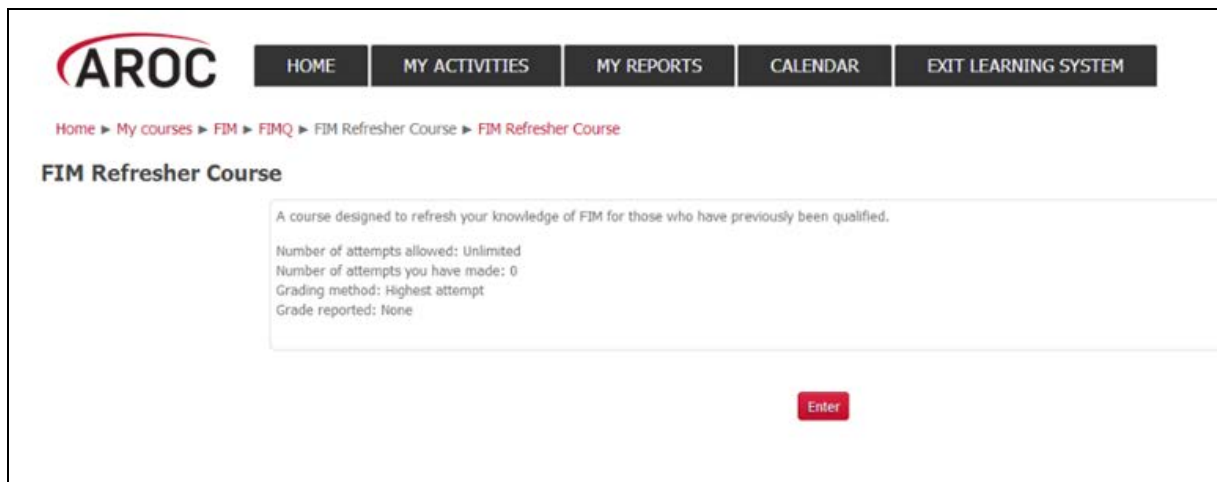 AROC
HOME MY ACTIVITIES MY REPORTS CALENDAR EXIT LEARNING SYSTEM
Home ► My courses ► FIM ► FIMQ ► FIM Refresher Course ► FIM Refresher Course
FIM Refresher Course
A course designed to refresh your knowledge of FIM for those who have previously been qualified.
Number of attempts allowed: Unlimited
Number of attempts you have made: 0
Grading method: Highest attempt
Grade reported: None
Enter